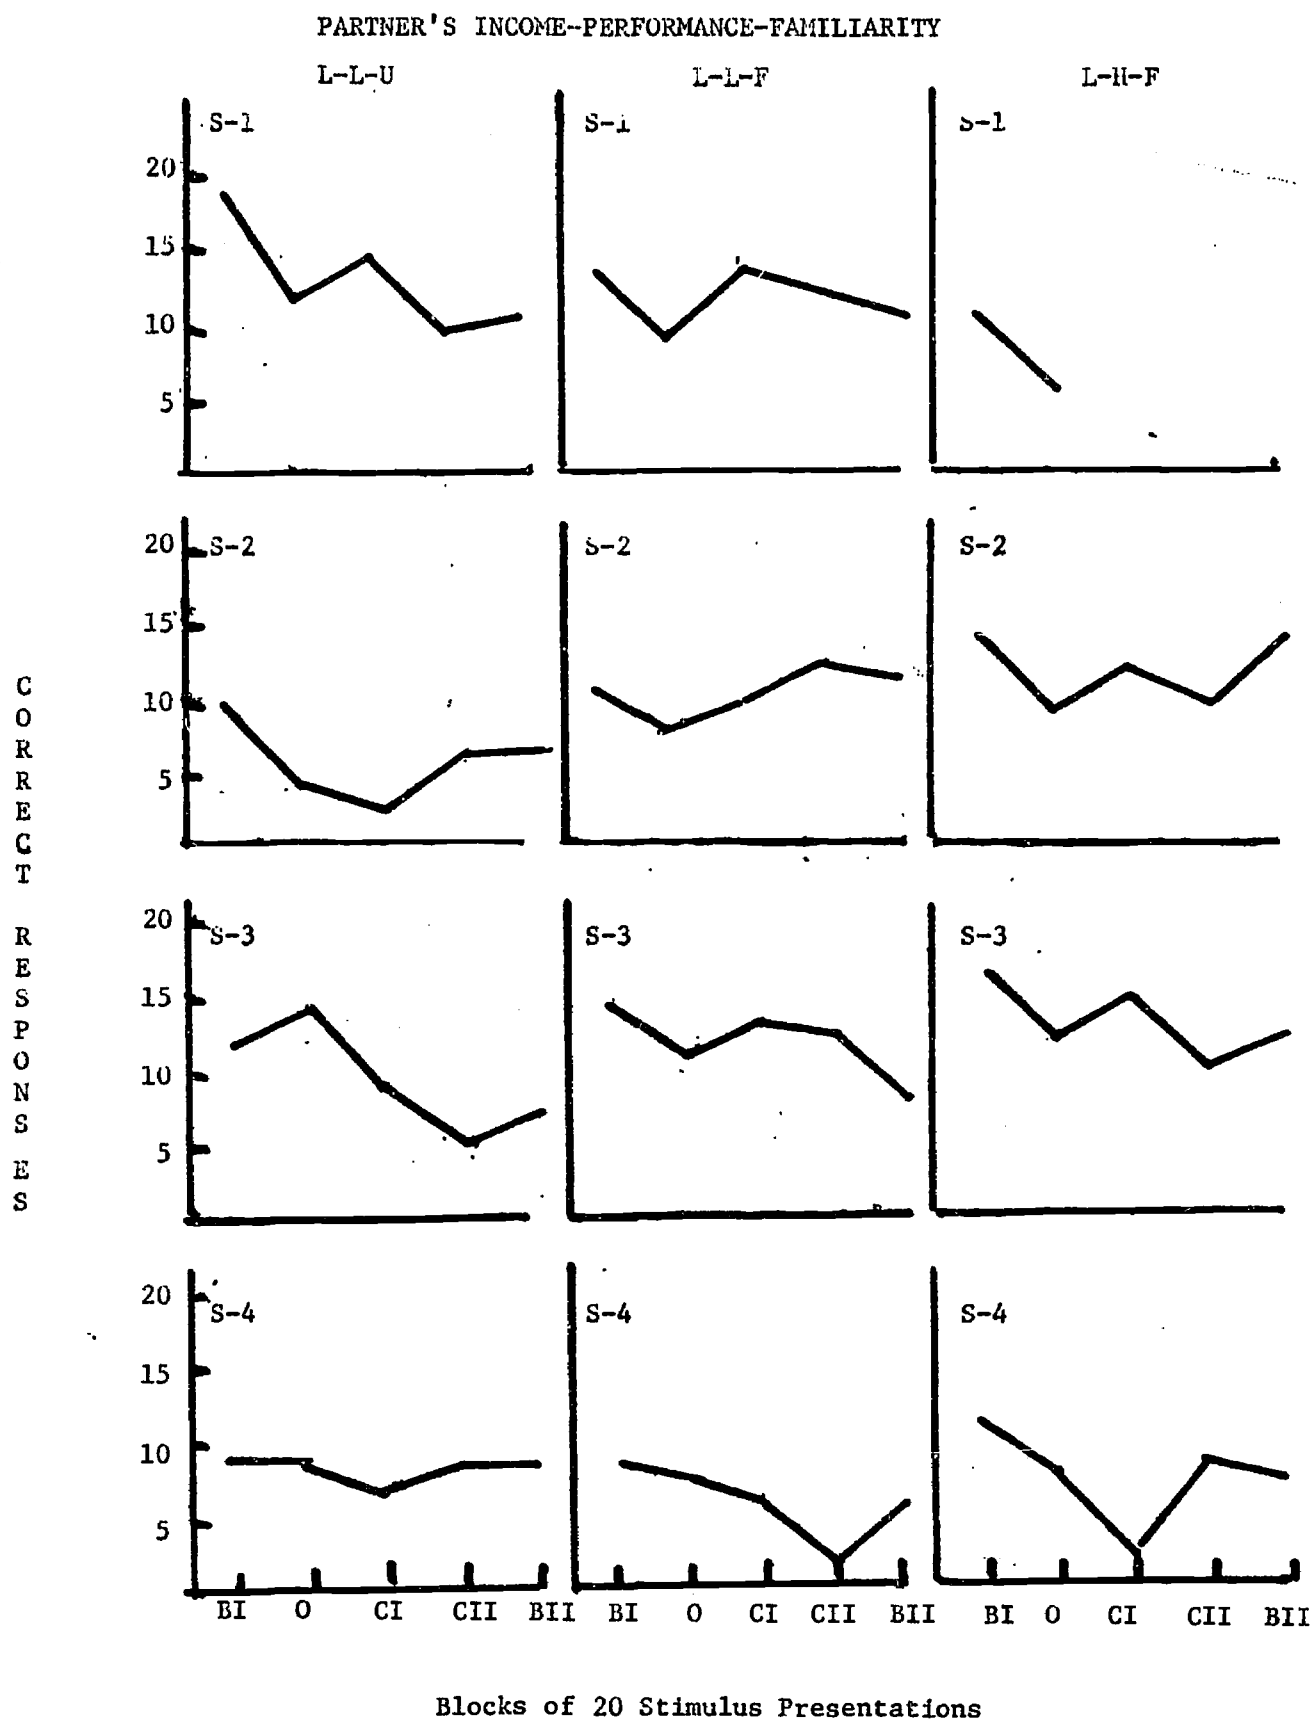 PARTNER'S INCOME-PERFORMANCE-FAMILIARITY
L-L-U L-L-F L-H-F
S-1 S-1 S-1
20
15
10
5
S-2 S-2 S-2
20
15
10
5
CORRECT RESPONSES
S-3 S-3 S-3
20
15
10
5
S-4 S-4 S-4
20
15
10
5
BI O CI CII BII BI O CI CII BII BI O CI CII BII
Blocks of 20 Stimulus Presentations